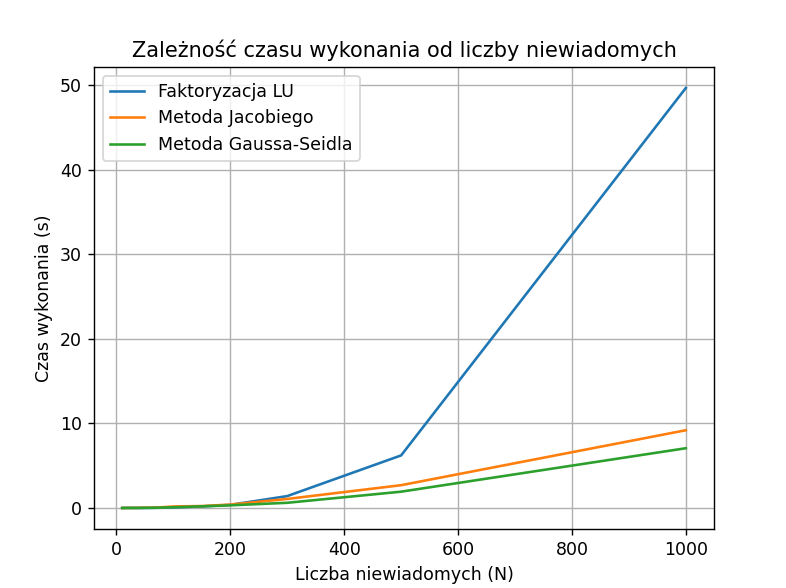 Zależność czasu wykonania od liczby niewiadomych
Faktoryzacja LU
Metoda Jacobiego
Metoda Gaussa-Seidla
Czas wykonania (s)
50
40
30
20
10
0
0 200 400 600 800 1000
Liczba niewiadomych (N)